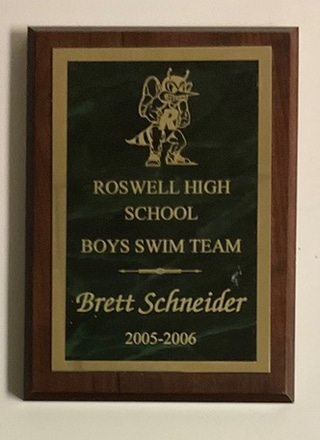 R
ROSWELL HIGH
SCHOOL
BOYS SWIM TEAM
Brett Schneider
2005-2006